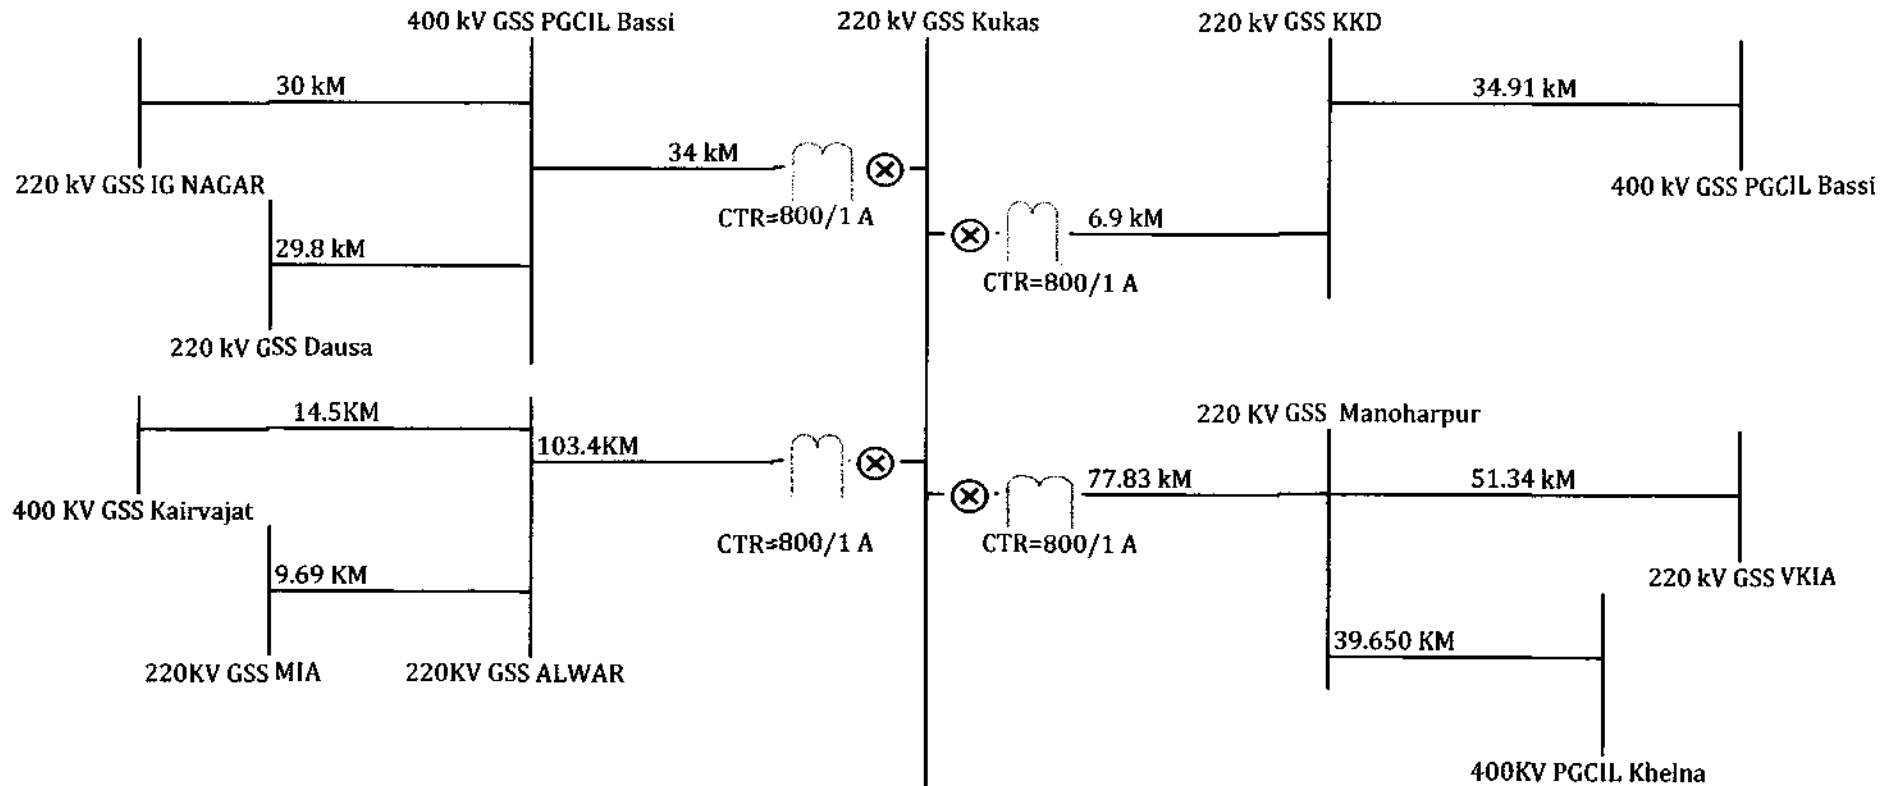 400 kV GSS PGCIL Bassi
220 kV GSS Kukas
220 kV GSS KKD
30 kM
34.91 kM
34 kM
220 kV GSS IG NAGAR
400 kV GSS PGCIL Bassi
CTR=800/1 A
6.9 kM
29.8 kM
CTR=800/1 A
220 kV GSS Dausa
14.5KM
220 KV GSS Manoharpur
103.4KM
77.83 kM
51.34 kM
400 KV GSS Kairvajat
CTR=800/1 A
CTR=800/1 A
9.69 KM
220 kV GSS VKIA
39.650 KM
220KV GSS MIA
220KV GSS ALWAR
400KV PGCIL Khelna